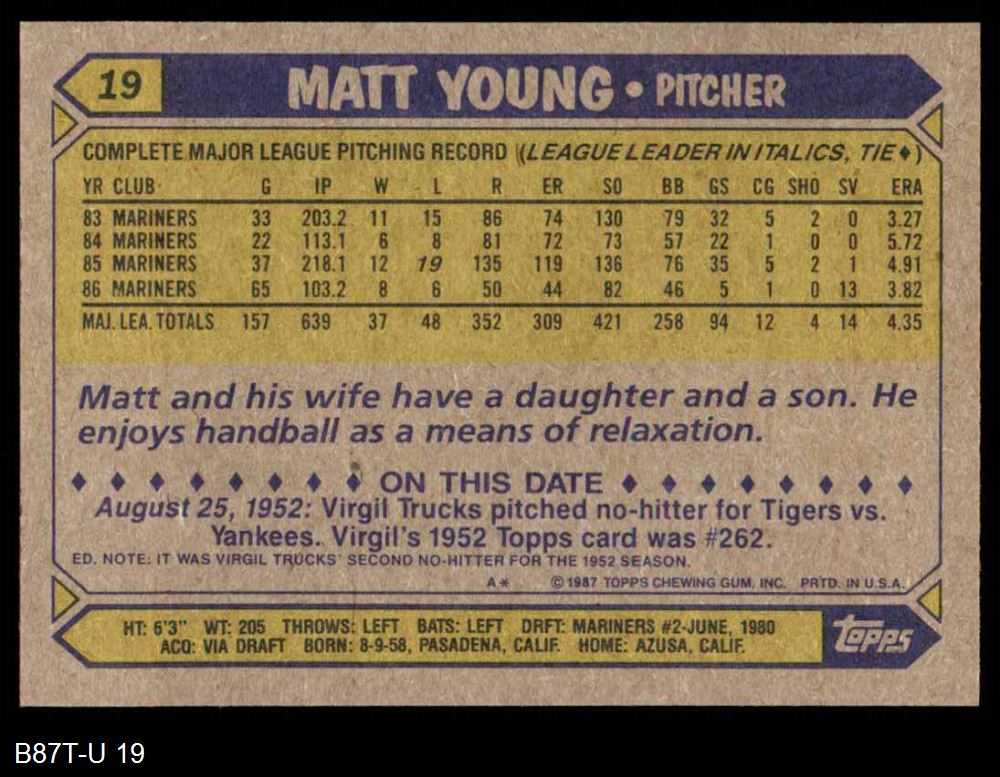 19 MATT YOUNG • PITCHER
COMPLETE MAJOR LEAGUE PITCHING RECORD (LEAGUE LEADER IN ITALICS, TIE ♦)
YR CLUB G IP W L R ER SO BB GS CG SHO SV ERA
83 MARINERS 33 203.2 11 15 86 74 130 79 32 5 2 0 3.27
84 MARINERS 22 113.1 6 8 81 72 73 57 22 1 0 0 5.72
85 MARINERS 37 218.1 12 19 135 119 136 76 35 5 2 1 4.91
86 MARINERS 65 103.2 8 6 50 44 82 46 5 1 0 13 3.82
MAJ. LEA. TOTALS 157 639 37 48 352 309 421 258 94 12 4 14 4.35
Matt and his wife have a daughter and a son. He
enjoys handball as a means of relaxation.
♦ ♦ ♦ ♦ ♦ ♦ ♦ ♦ ON THIS DATE ♦ ♦ ♦ ♦ ♦ ♦ ♦ ♦
August 25, 1952: Virgil Trucks pitched no-hitter for Tigers vs.
Yankees. Virgil's 1952 Topps card was #262.
ED. NOTE: IT WAS VIRGIL TRUCKS' SECOND NO-HITTER FOR THE 1952 SEASON.
A* © 1987 TOPPS CHEWING GUM, INC. PRTD. IN U.S.A.
HT: 6'3" WT: 205 THROWS: LEFT BATS: LEFT DRFT: MARINERS #2-JUNE, 1980
ACQ: VIA DRAFT BORN: 8-9-58, PASADENA, CALIF. HOME: AZUSA, CALIF.
topps
B87T-U 19